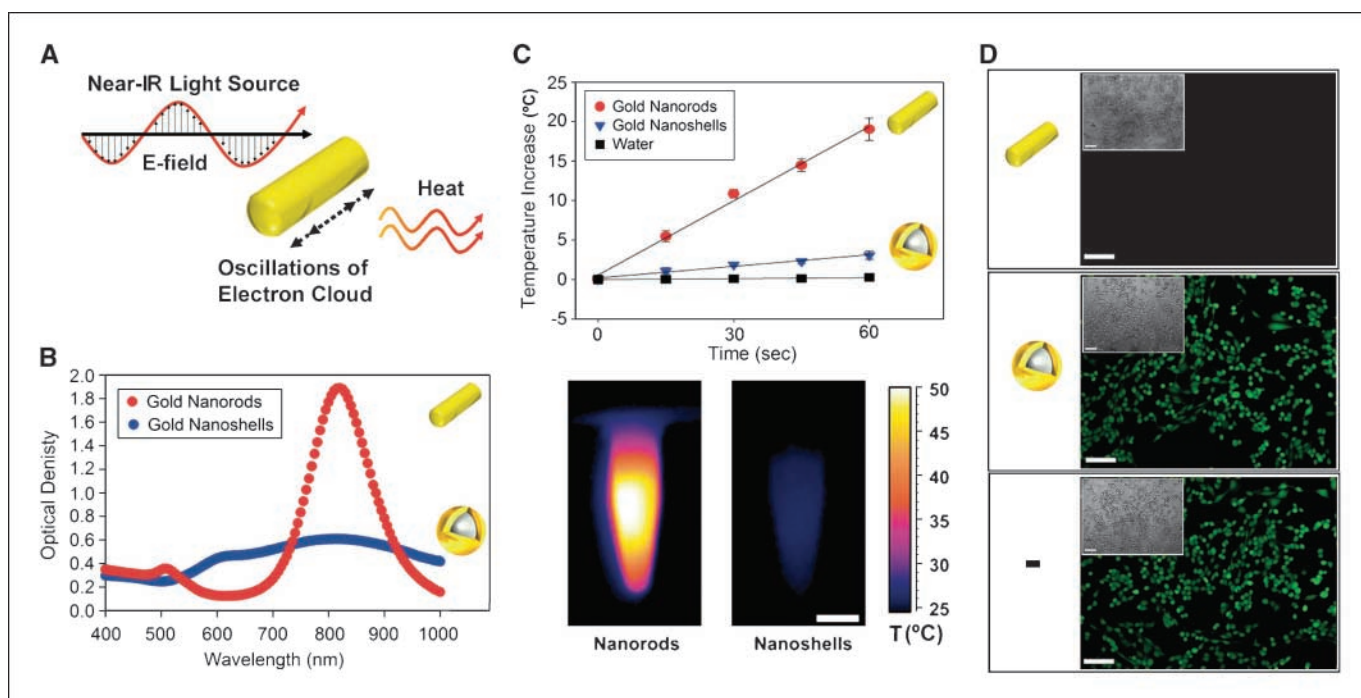 A
Near-IR Light Source
E-field
Heat
Oscillations of
Electron Cloud
B
2.0
1.8
1.6
1.4
1.2
1.0
0.8
0.6
0.4
0.2
0.0
Optical Denisty
Gold Nanorods
Gold Nanoshells
400 500 600 700 800 900 1000
Wavelength (nm)
C
25
20
15
10
5
0
-5
Temperature Increase (ºC)
Gold Nanorods
Gold Nanoshells
Water
0 30 60
Time (sec)
50
45
40
35
30
25
T (ºC)
Nanorods
Nanoshells
D